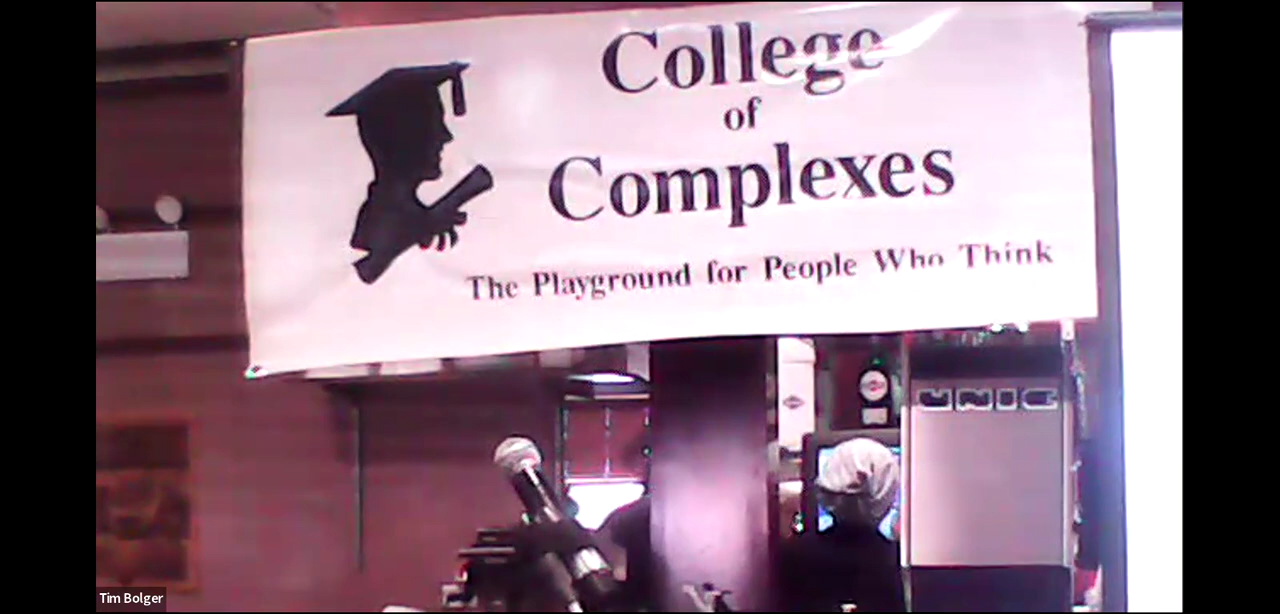 College
of
Complexes
The Playground for People Who Think
UNIC
Tim Bolger